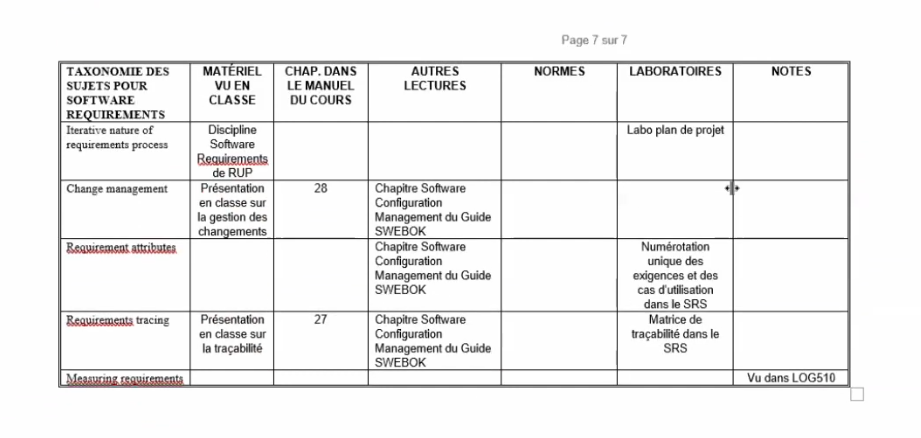 Page 7 sur 7
TAXONOMIE DES
SUJETS POUR
SOFTWARE
REQUIREMENTS
MATÉRIEL
VU EN
CLASSE
CHAP. DANS
LE MANUEL
DU COURS
AUTRES
LECTURES
NORMES
LABORATOIRES
NOTES
Iterative nature of
requirements process
Discipline
Software
Requirements
de RUP
Labo plan de projet
Change management
Présentation
en classe sur
la gestion des
changements
28
Chapitre Software
Configuration
Management du Guide
SWEBOK
Requirement attributes
Chapitre Software
Configuration
Management du Guide
SWEBOK
Numérotation
unique des
exigences et des
cas d'utilisation
dans le SRS
Requirements tracing
Présentation
en classe sur
la traçabilité
27
Chapitre Software
Configuration
Management du Guide
SWEBOK
Matrice de
traçabilité dans le
SRS
Measuring requirements
Vu dans LOG510